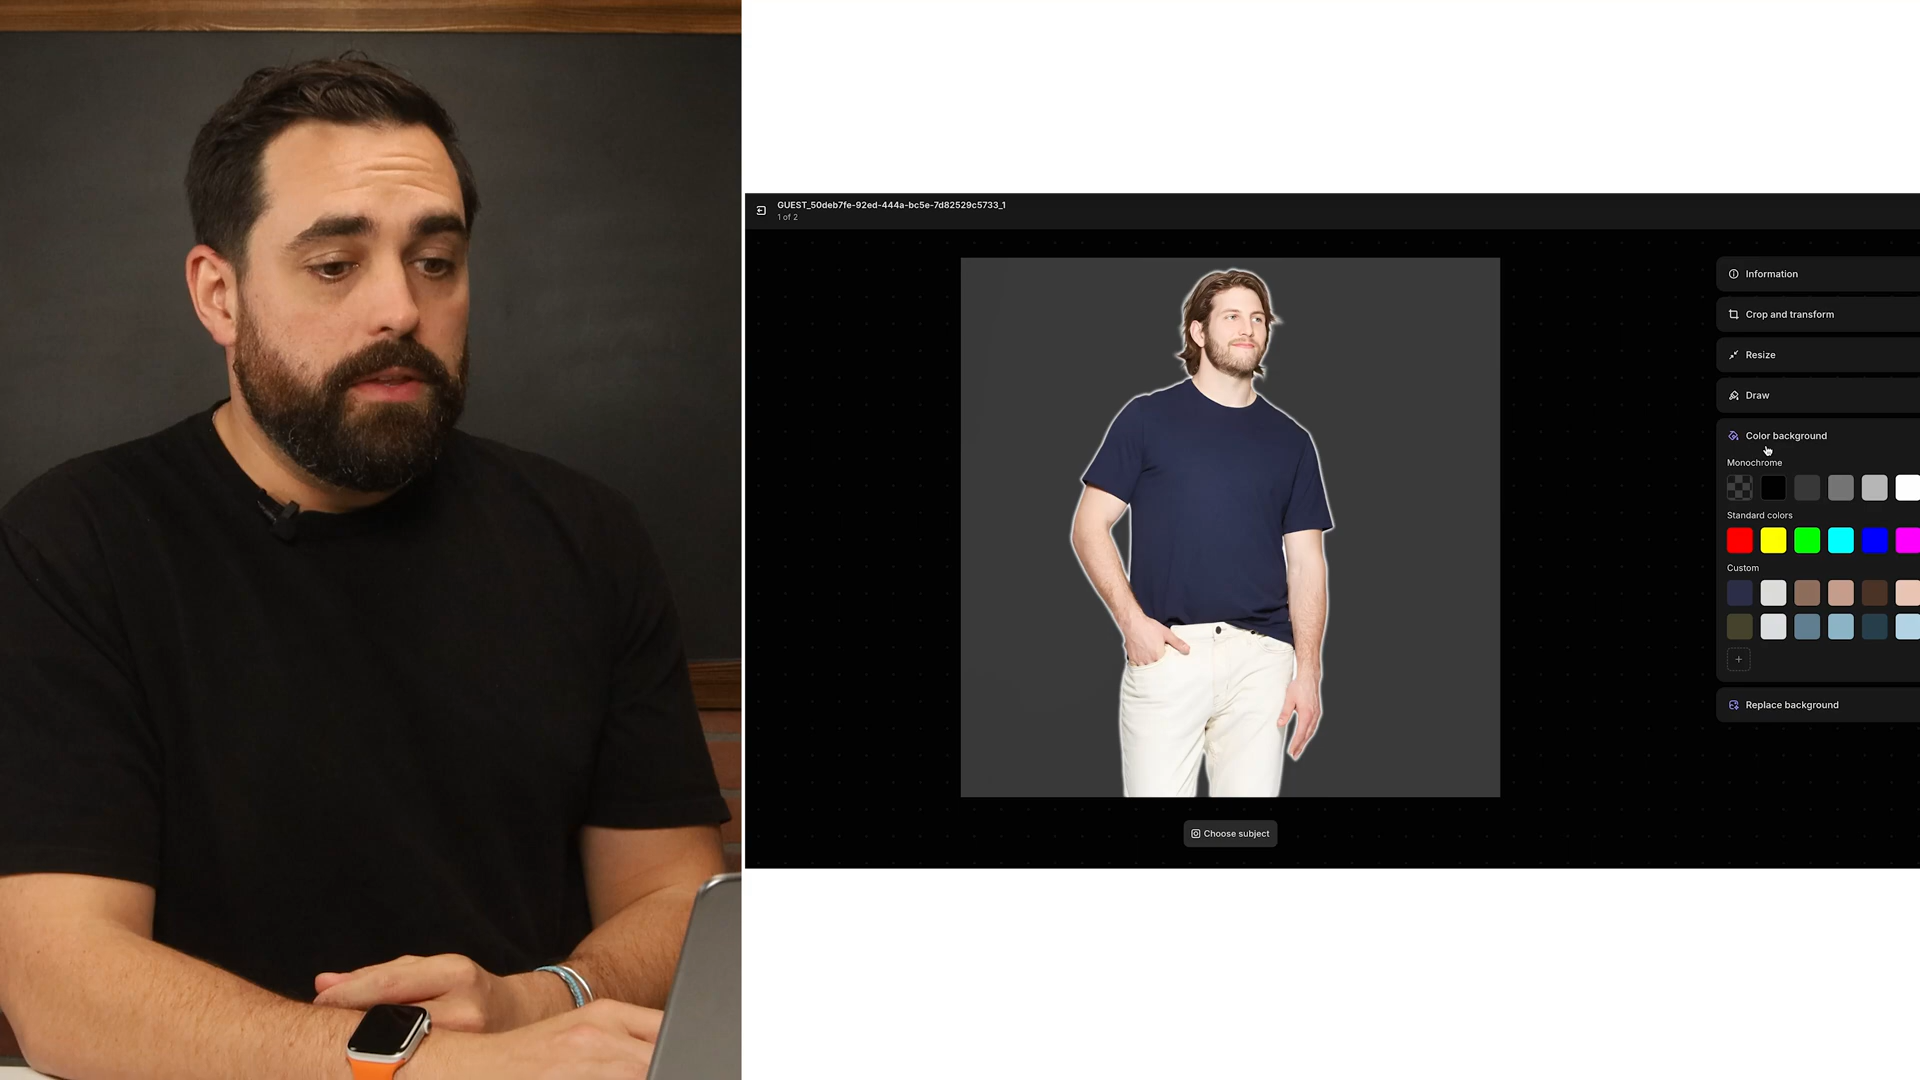 GUEST_50deb7fe-92ed-444a-bc5e-7d82529c5733_1
1 of 2
Information
Crop and transform
Resize
Draw
Color background
Monochrome
Standard colors
Custom
Replace background
Choose subject